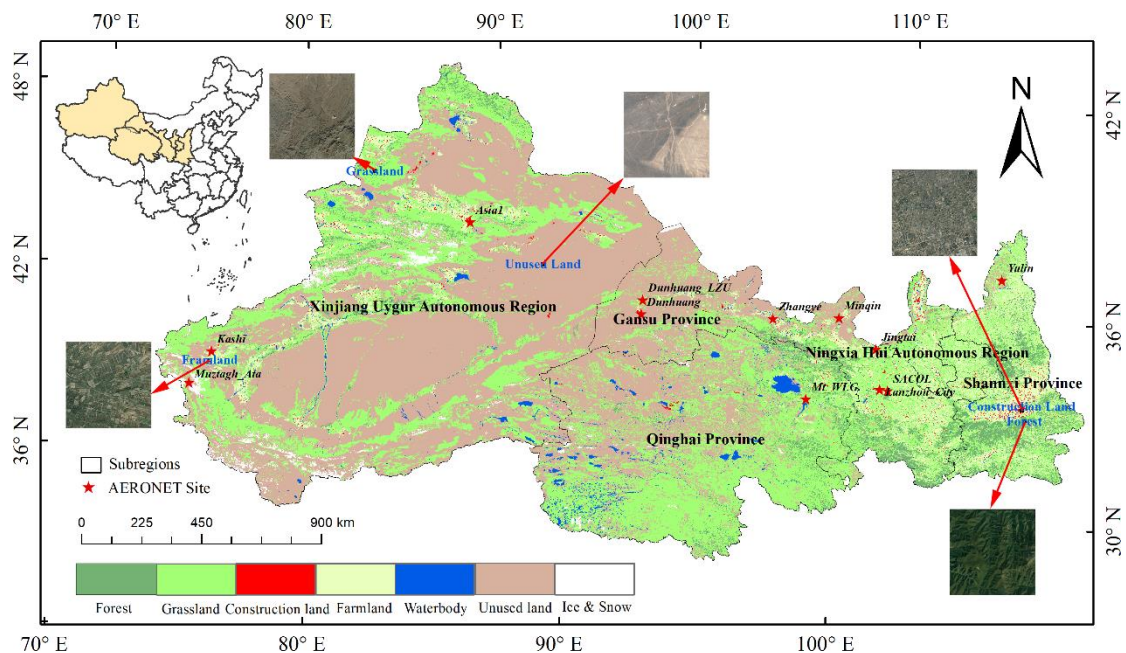 70° E 80° E 90° E 100° E 110° E
48° N
42° N
36° N
42° N
36° N
30° N
N
Grassland
Asia1
Unused Land
Yulin
Dunhuang_LZU
Dunhuang
Xinjiang Uygur Autonomous Region
Gansu Province
Zhangye
Minqin
Jingtai
Ningxia Hui Autonomous Region
Kashi
Framland
Muztagh_Ata
Mt_WLG
SACOL
Lanzhou_City
Shannxi Province
Construction Land
Forest
Qinghai Province
Subregions
AERONET Site
0 225 450 900 km
Forest Grassland Construction land Farmland Waterbody Unused land Ice & Snow
70° E 80° E 90° E 100° E